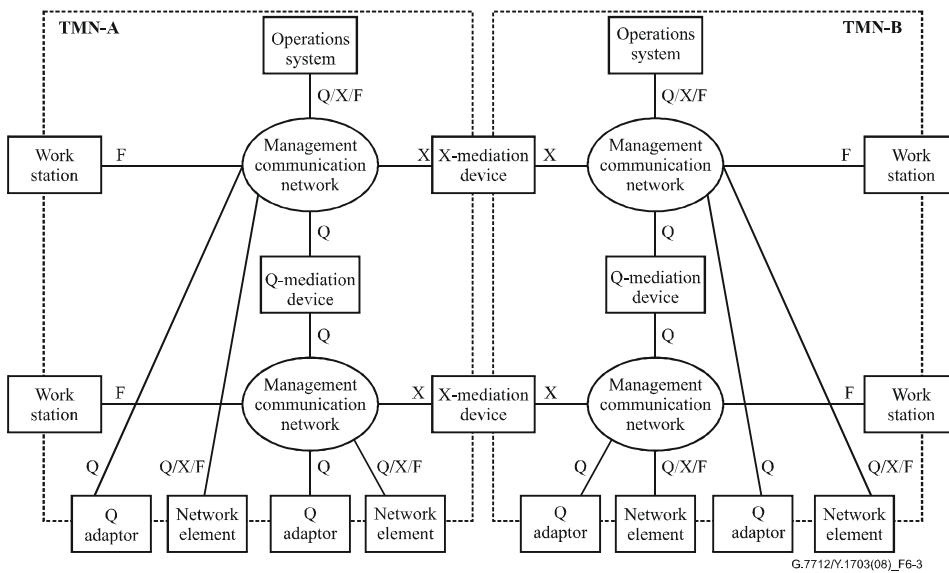 TMN-A
TMN-B
Operations
system
Operations
system
Q/X/F
Q/X/F
Work
station
F
Management
communication
network
X
X-mediation
device
X
Management
communication
network
F
Work
station
Q
Q
Q-mediation
device
Q-mediation
device
Q
Q
Work
station
F
Management
communication
network
X
X-mediation
device
X
Management
communication
network
F
Work
station
Q
Q/X/F
Q
Q/X/F
Q
Q/X/F
Q
Q/X/F
Q
adaptor
Network
element
Q
adaptor
Network
element
Q
adaptor
Network
element
Q
adaptor
Network
element
G.7712/Y.1703(08)_F6-3